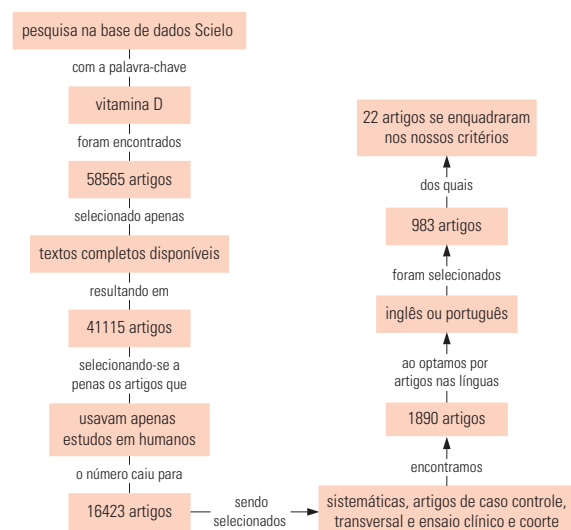 pesquisa na base de dados Scielo
com a palavra-chave
vitamina D
foram encontrados
58565 artigos
selecionado apenas
textos completos disponíveis
resultando em
41115 artigos
selecionando-se a
penas os artigos que
usavam apenas
estudos em humanos
o número caiu para
16423 artigos
sendo
selecionados
sistemáticas, artigos de caso controle,
transversal e ensaio clínico e coorte
encontramos
1890 artigos
ao optamos por
artigos nas línguas
inglês ou português
foram selecionados
983 artigos
dos quais
22 artigos se enquadraram
nos nossos critérios